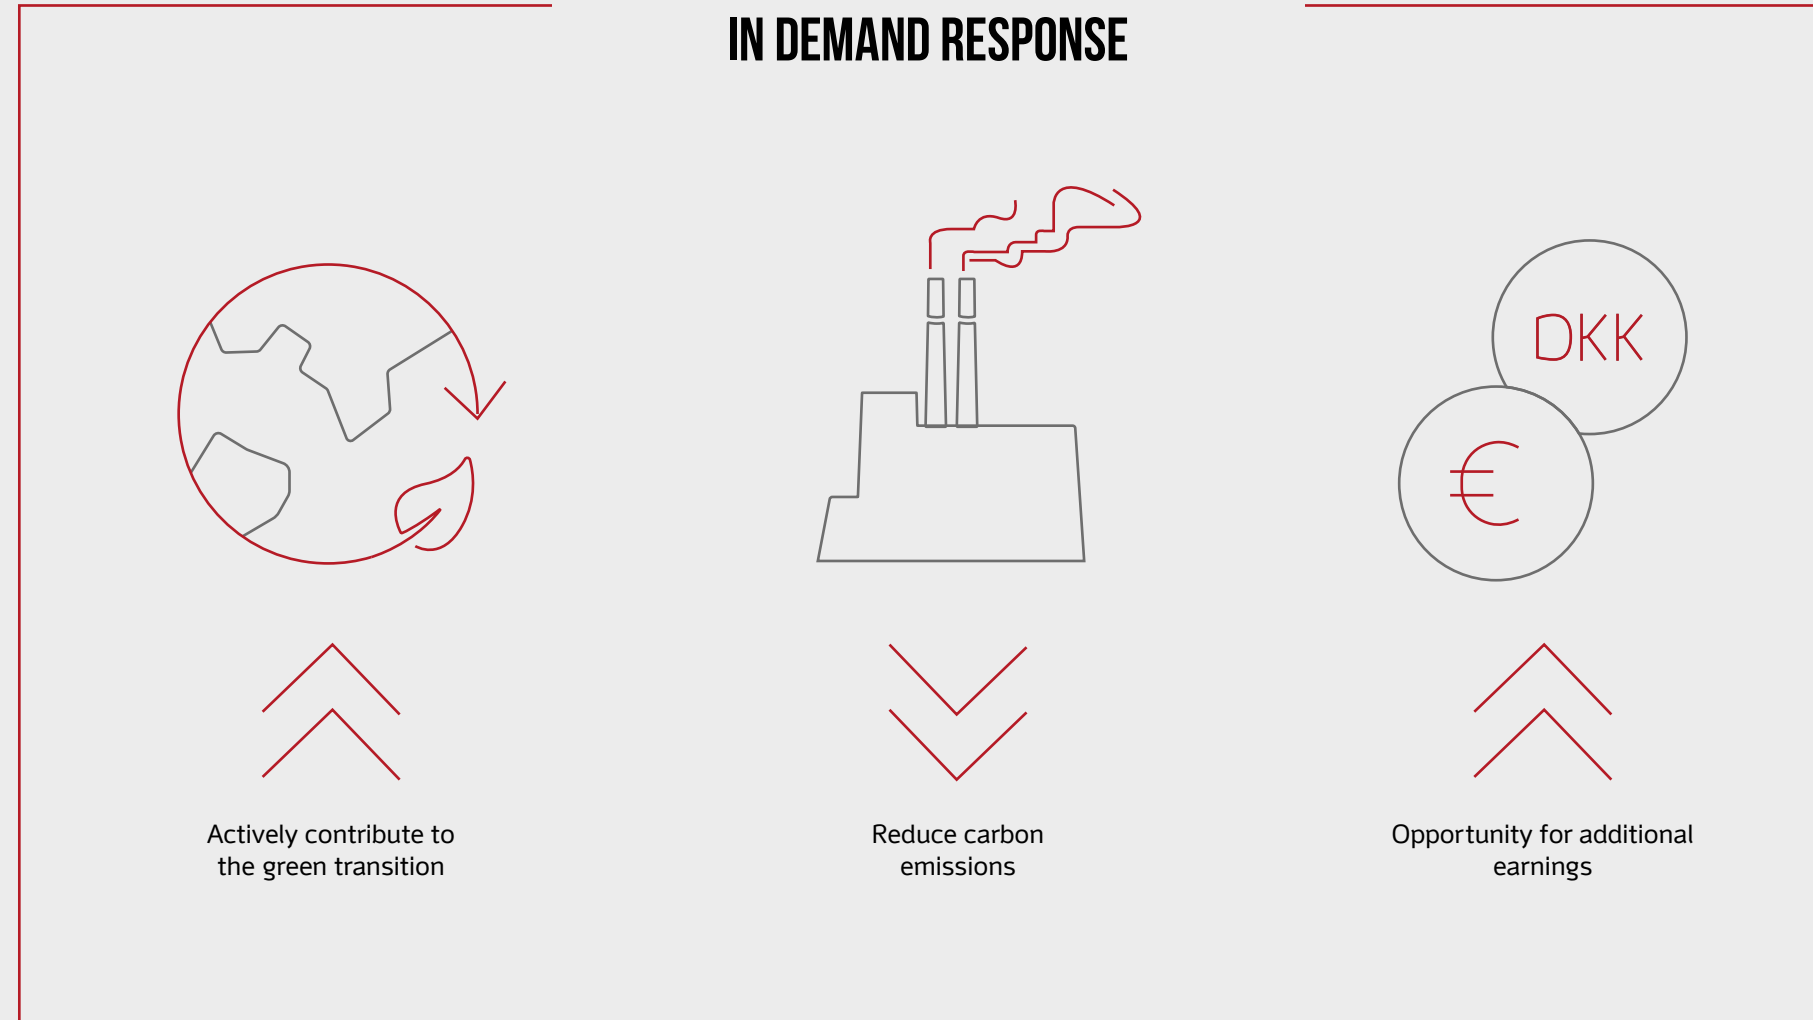 IN DEMAND RESPONSE
DKK
€
Actively contribute to
the green transition
Reduce carbon
emissions
Opportunity for additional
earnings